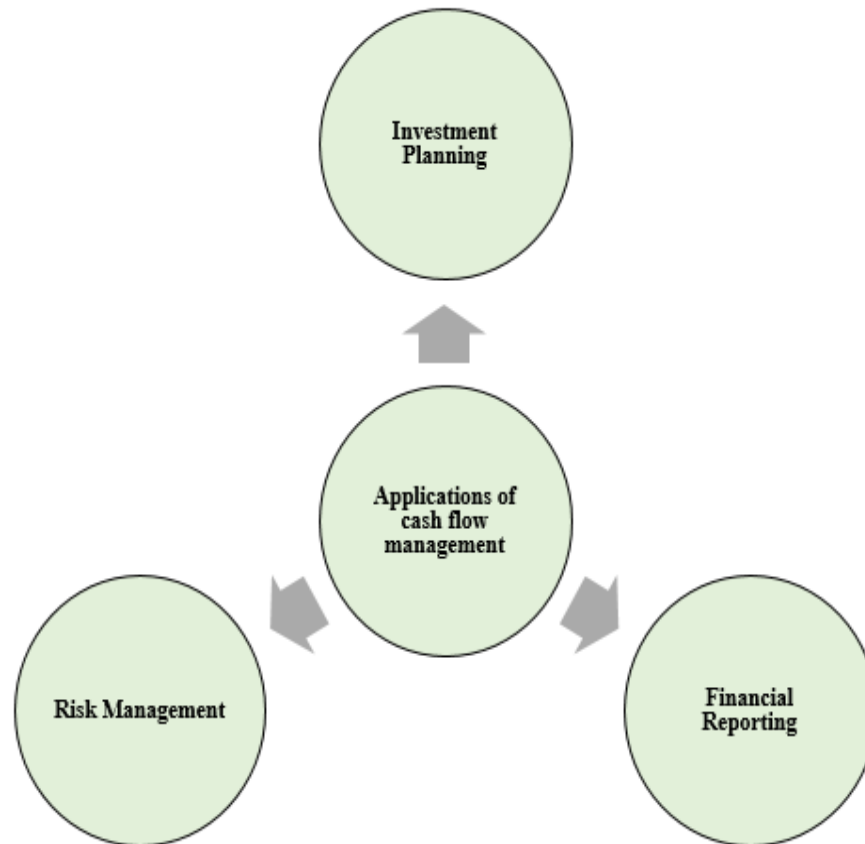 Investment
Planning
Applications of
cash flow
management
Risk Management
Financial
Reporting